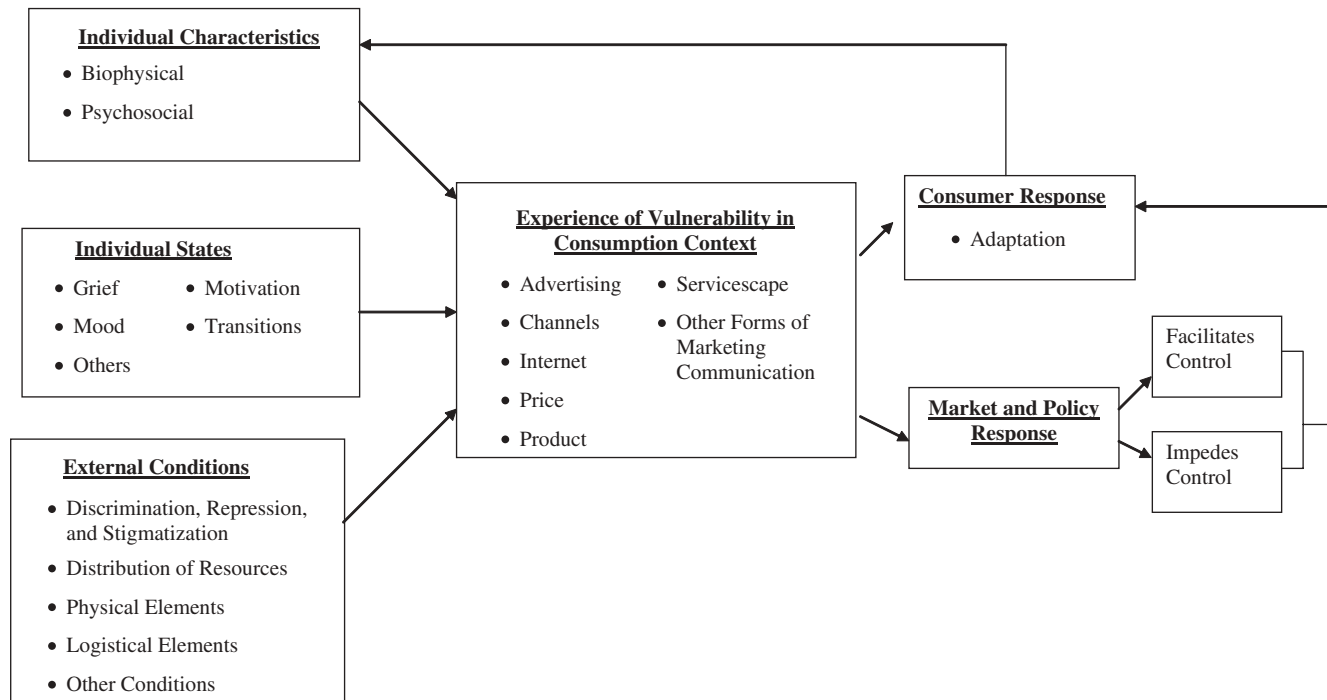 Individual Characteristics
• Biophysical
• Psychosocial
Individual States
• Grief
• Mood
• Others
• Motivation
• Transitions
External Conditions
• Discrimination, Repression,
and Stigmatization
• Distribution of Resources
• Physical Elements
• Logistical Elements
• Other Conditions
Experience of Vulnerability in
Consumption Context
• Advertising
• Channels
• Internet
• Price
• Product
• Servicescape
• Other Forms of
Marketing
Communication
Consumer Response
• Adaptation
Market and Policy
Response
Facilitates
Control
Impedes
Control